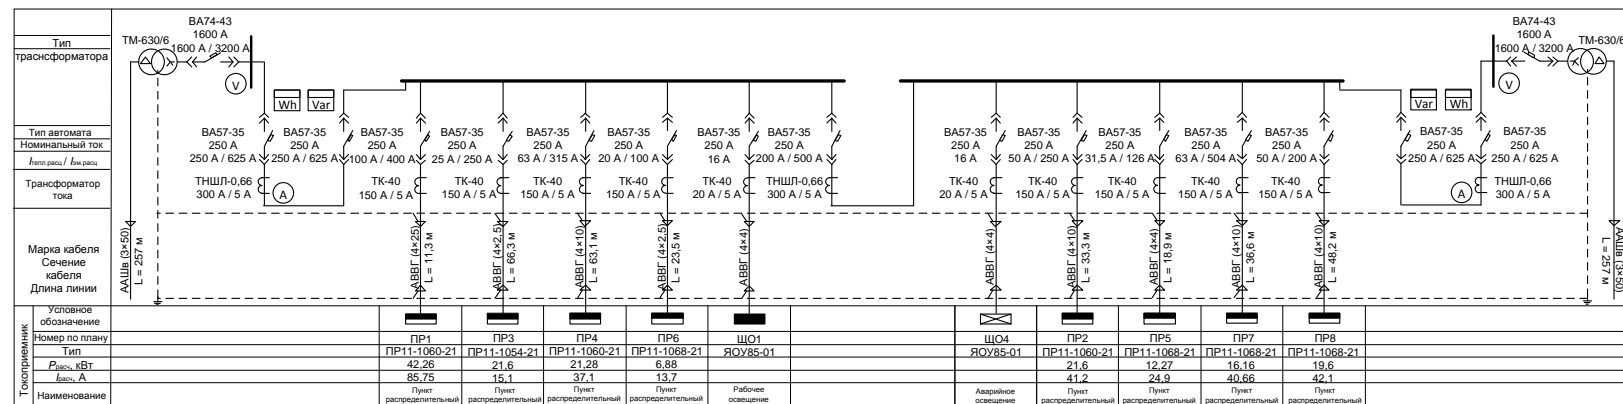 ВА74-43
1600 А
1600 А / 3200 А
ТМ-630/6
ВА74-43
1600 А
1600 А / 3200 А
ТМ-630/6
Тип
траснсформатора
V
V
Wh
Var
Var
Wh
Тип автомата
Номинальный ток
Iтепл.расц / Iэм.расц
ВА57-35
250 А
250 А / 625 А
ВА57-35
250 А
250 А / 625 А
ВА57-35
250 А
100 А / 400 А
ВА57-35
250 А
25 А / 250 А
ВА57-35
250 А
63 А / 315 А
ВА57-35
250 А
20 А / 100 А
ВА57-35
250 А
16 А
ВА57-35
250 А
200 А / 500 А
ВА57-35
250 А
16 А
ВА57-35
250 А
50 А / 250 А
ВА57-35
250 А
31,5 А / 126 А
ВА57-35
250 А
63 А / 504 А
ВА57-35
250 А
50 А / 200 А
ВА57-35
250 А
250 А / 625 А
ВА57-35
250 А
250 А / 625 А
Трансформатор
тока
ТНШЛ-0,66
300 А / 5 А
А
ТК-40
150 А / 5 А
ТК-40
150 А / 5 А
ТК-40
150 А / 5 А
ТК-40
150 А / 5 А
ТК-40
20 А / 5 А
ТНШЛ-0,66
300 А / 5 А
ТК-40
20 А / 5 А
ТК-40
150 А / 5 А
ТК-40
150 А / 5 А
ТК-40
150 А / 5 А
ТК-40
150 А / 5 А
А
ТНШЛ-0,66
300 А / 5 А
Марка кабеля
Сечение
кабеля
Длина линии
ААШв (3×50)
L = 257 м
АВВГ (4×25)
L = 11,3 м
АВВГ (4×2,5)
L = 66,3 м
АВВГ (4×10)
L = 63,1 м
АВВГ (4×2,5)
L = 23,5 м
АВВГ (4×4)
АВВГ (4×4)
АВВГ (4×10)
L = 33,3 м
АВВГ (4×4)
L = 18,9 м
АВВГ (4×10)
L = 36,6 м
АВВГ (4×10)
L = 48,2 м
ААШв (3×50)
L = 257 м
Токоприемник
Условное
обозначение
Номер по плану ПР1 ПР3 ПР4 ПР6 ЩО1 ЩО4 ПР2 ПР5 ПР7 ПР8
Тип ПР11-1060-21 ПР11-1054-21 ПР11-1060-21 ПР11-1068-21 ЯОУ85-01 ЯОУ85-01 ПР11-1060-21 ПР11-1068-21 ПР11-1068-21 ПР11-1068-21
Pрасч, кВт 42,26 21,6 21,28 6,88 21,6 12,27 16,16 19,6
Iрасч, А 85,75 15,1 37,1 13,7 41,2 24,9 40,66 42,1
Наименование
Пункт
распределительный
Пункт
распределительный
Пункт
распределительный
Пункт
распределительный
Рабочее
освещение
Аварийное
освещение
Пункт
распределительный
Пункт
распределительный
Пункт
распределительный
Пункт
распределительный